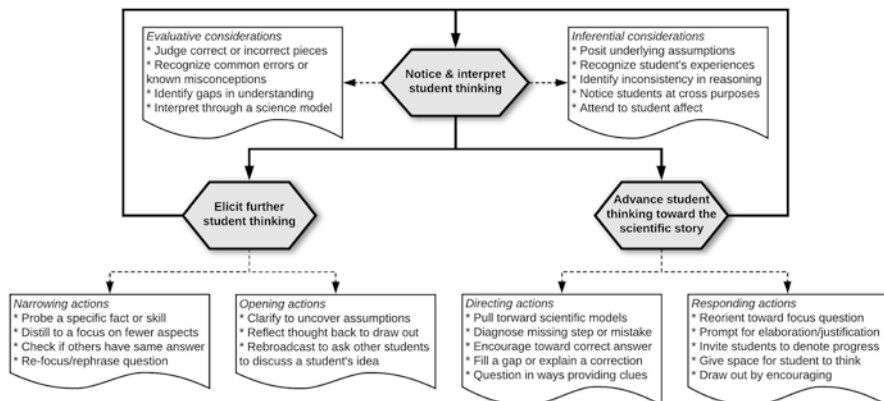 Evaluative considerations
* Judge correct or incorrect pieces
* Recognize common errors or
known misconceptions
* Identify gaps in understanding
* Interpret through a science model
Notice & interpret
student thinking
Inferential considerations
* Posit underlying assumptions
* Recognize student's experiences
* Identify inconsistency in reasoning
* Notice students at cross purposes
* Attend to student affect
Elicit further
student thinking
Advance student
thinking toward the
scientific story
Narrowing actions
* Probe a specific fact or skill
* Distill to a focus on fewer aspects
* Check if others have same answer
* Re-focus/rephrase question
Opening actions
* Clarify to uncover assumptions
* Reflect thought back to draw out
* Rebroadcast to ask other students
to discuss a student's idea
Directing actions
* Pull torward scientific models
* Diagnose missing step or mistake
* Encourage toward correct answer
* Fill a gap or explain a correction
* Question in ways providing clues
Responding actions
* Reorient toward focus question
* Prompt for elaboration/justification
* Invite students to denote progress
* Give space for student to think
* Draw out by encouraging